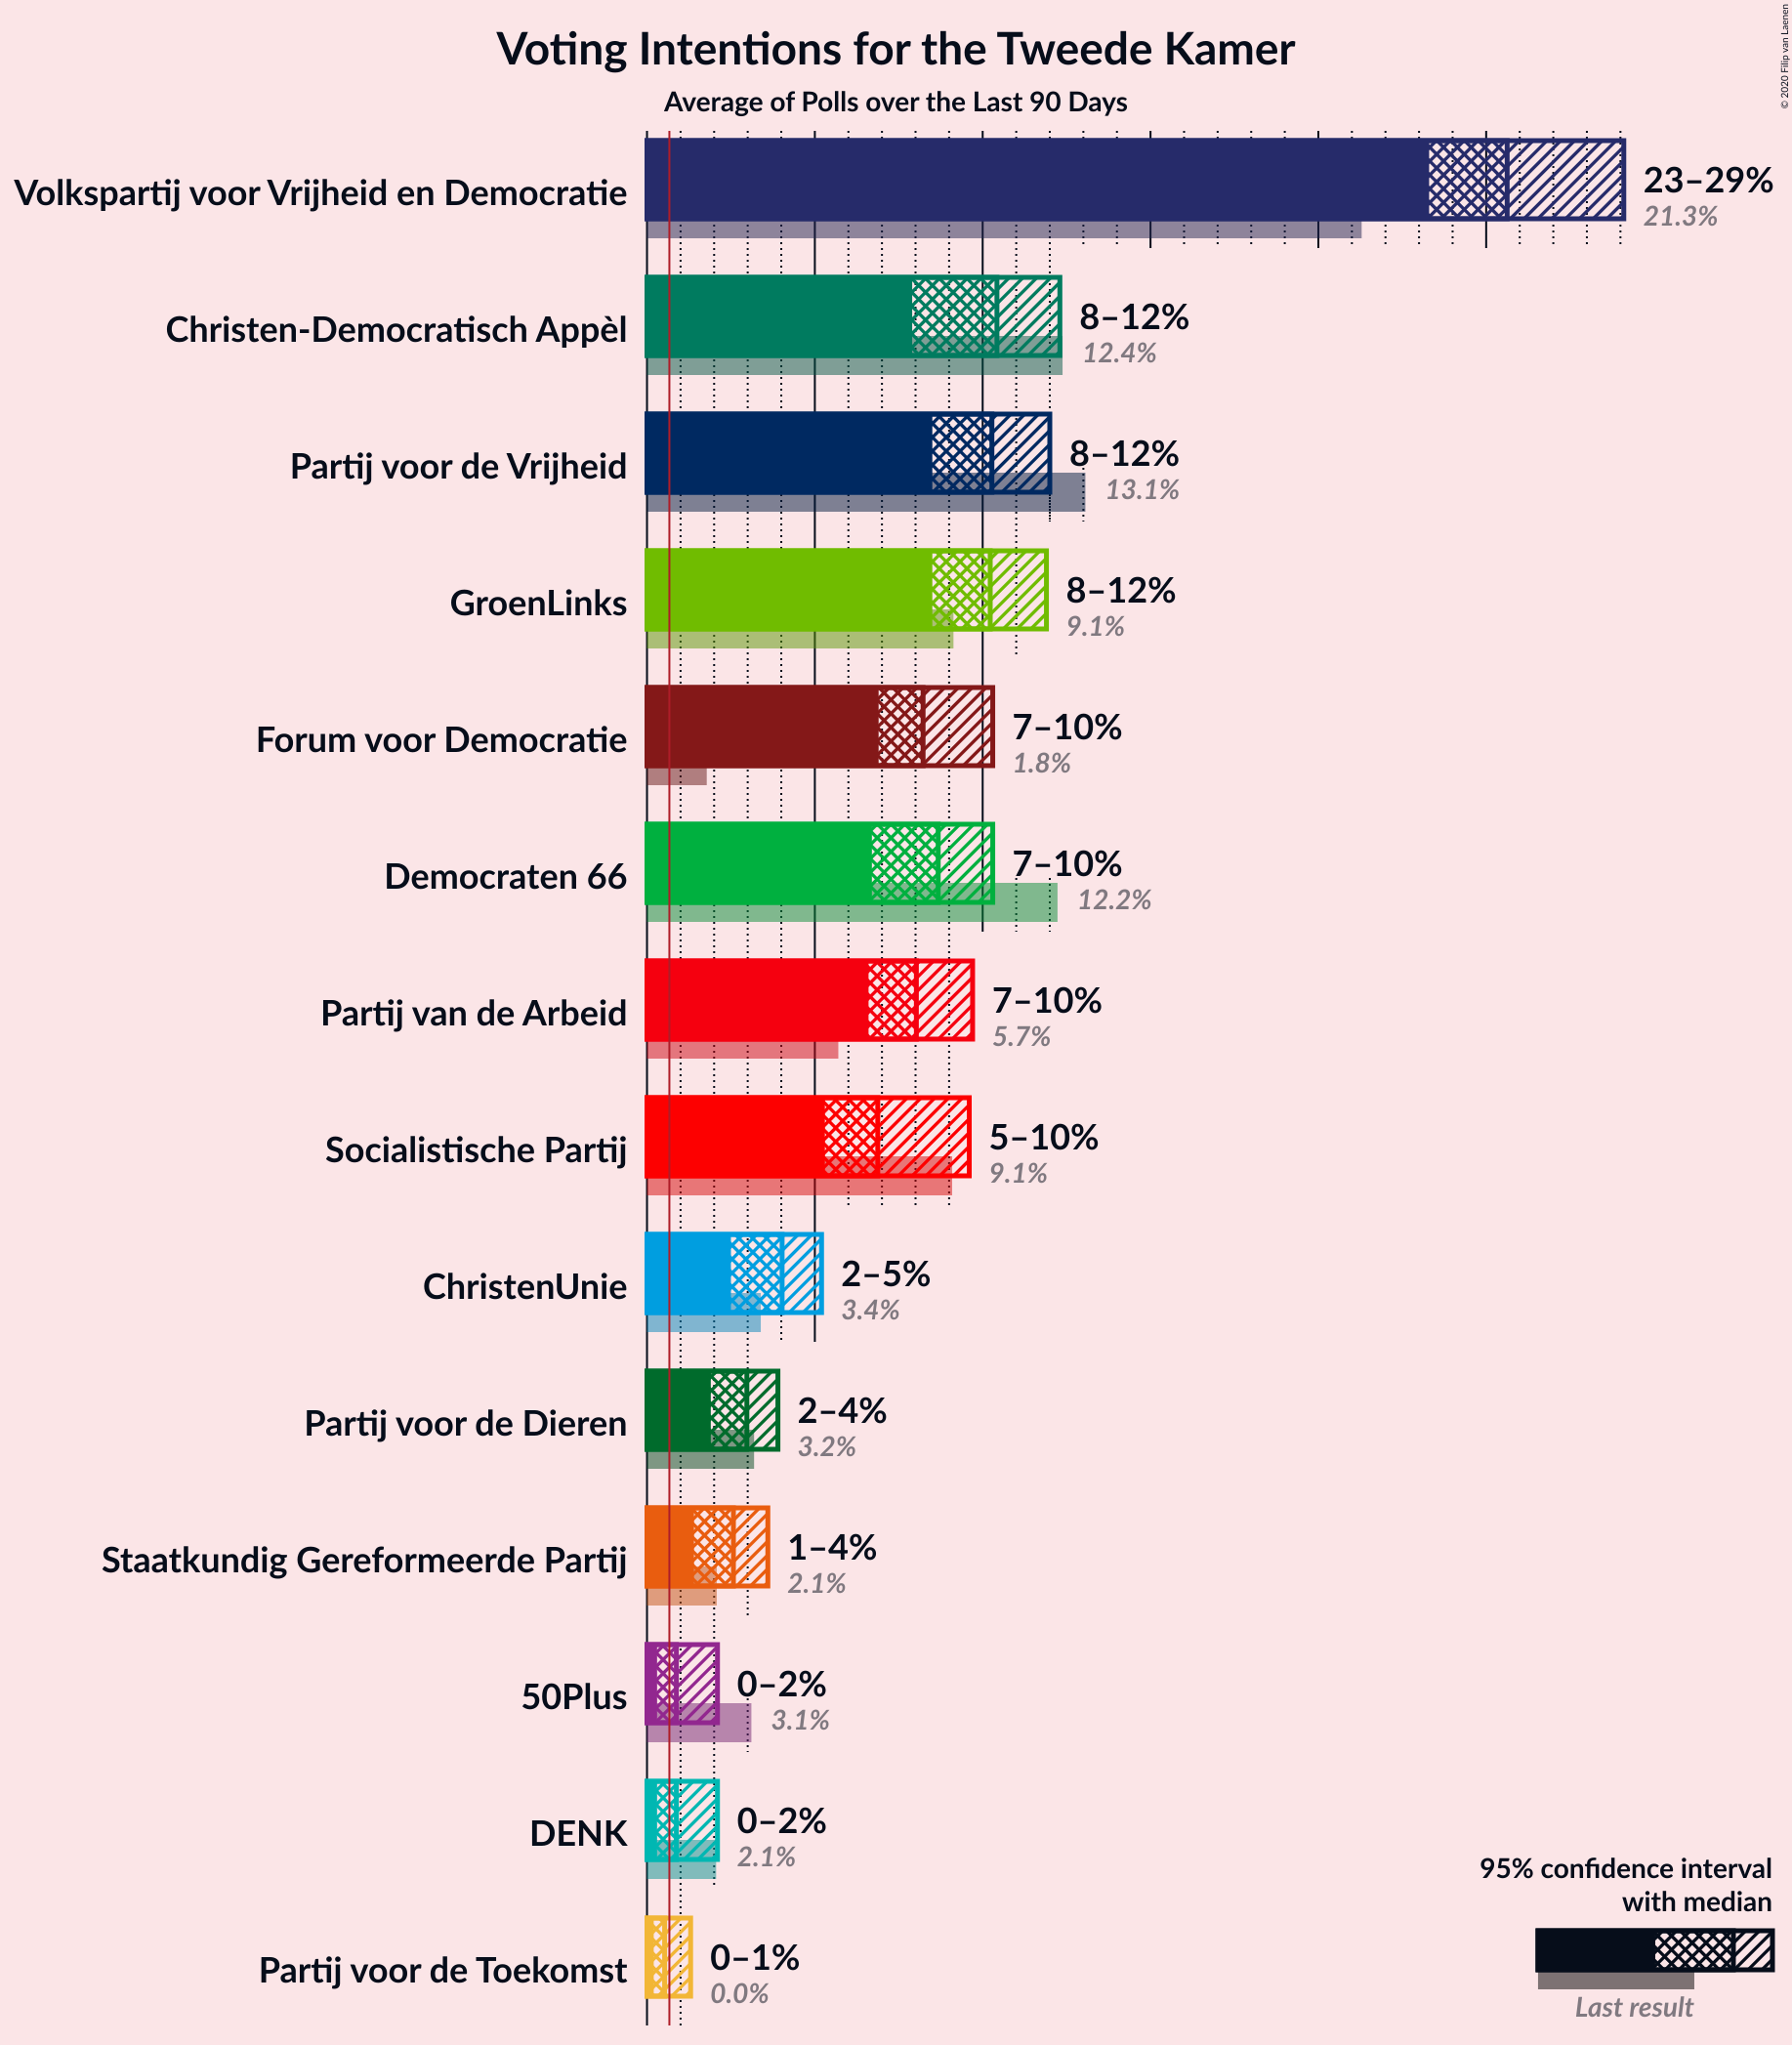 Voting Intentions for the Tweede Kamer
Average of Polls over the Last 90 Days
© 2020 Filip van Laenen
Volkspartij voor Vrijheid en Democratie
23–29%
21.3%
Christen-Democratisch Appèl
8–12%
12.4%
Partij voor de Vrijheid
8–12%
13.1%
GroenLinks
8–12%
9.1%
Forum voor Democratie
7–10%
1.8%
Democraten 66
7–10%
12.2%
Partij van de Arbeid
7–10%
5.7%
Socialistische Partij
5–10%
9.1%
ChristenUnie
2–5%
3.4%
Partij voor de Dieren
2–4%
3.2%
Staatkundig Gereformeerde Partij
1–4%
2.1%
50Plus
0–2%
3.1%
DENK
0–2%
2.1%
Partij voor de Toekomst
0–1%
0.0%
95% confidence interval
with median
Last result